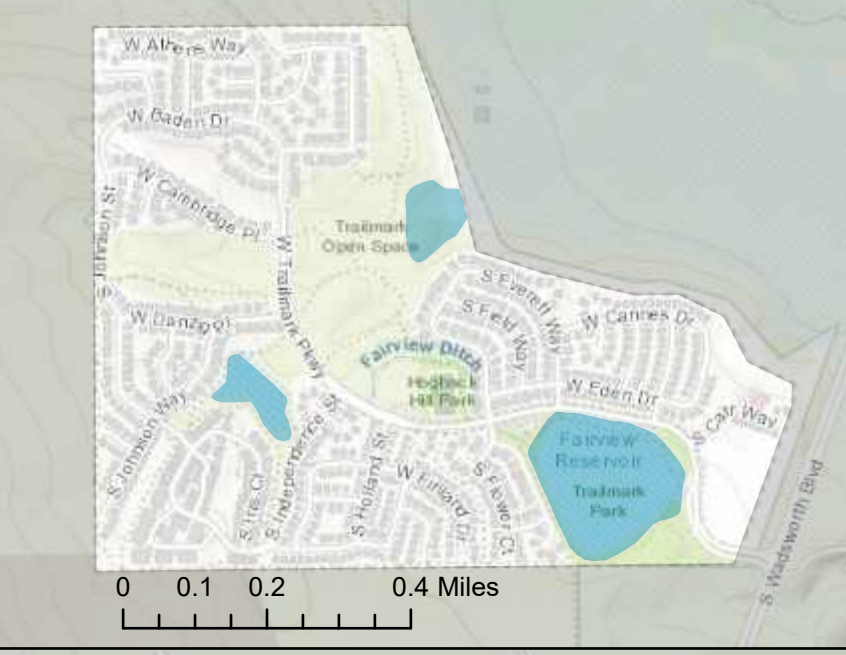 W Athens Way
W Baden Dr
W Cambridge Pl
S Johnson St
Trailmark
Open Space
W Trailmark Pkwy
S Everett Way
S Field Way
W Cannes Dr
W Danzig Pl
Fairview Ditch
Hogback
Hill Park
W Eden Dr
S Carr Way
S Johnson Way
S Iris Ct
S Independence St
S Holland St
W Finland Dr
S Flower Ct
Fairview
Reservoir
Trailmark
Park
S Wadsworth Blvd
0 0.1 0.2 0.4 Miles